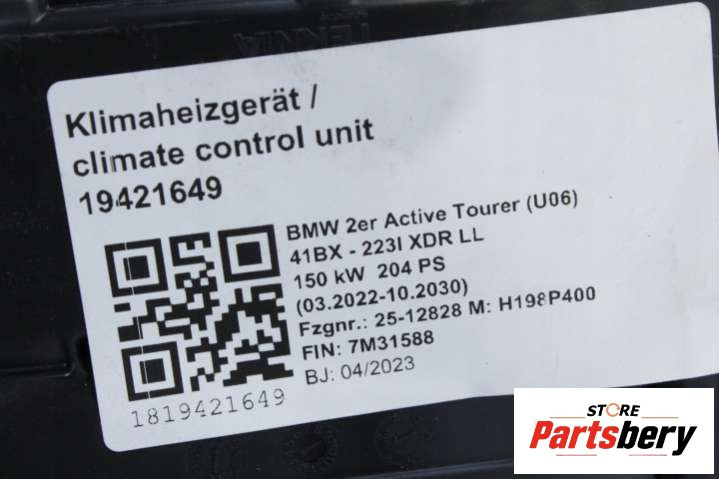 Klimaheizgerät /
climate control unit
19421649
BMW 2er Active Tourer (U06)
41BX - 223I XDR LL
150 kW 204 PS
(03.2022-10.2030)
Fzgnr.: 25-12828 M: H198P400
FIN: 7M31588
BJ: 04/2023
1819421649
STORE
Partsbery